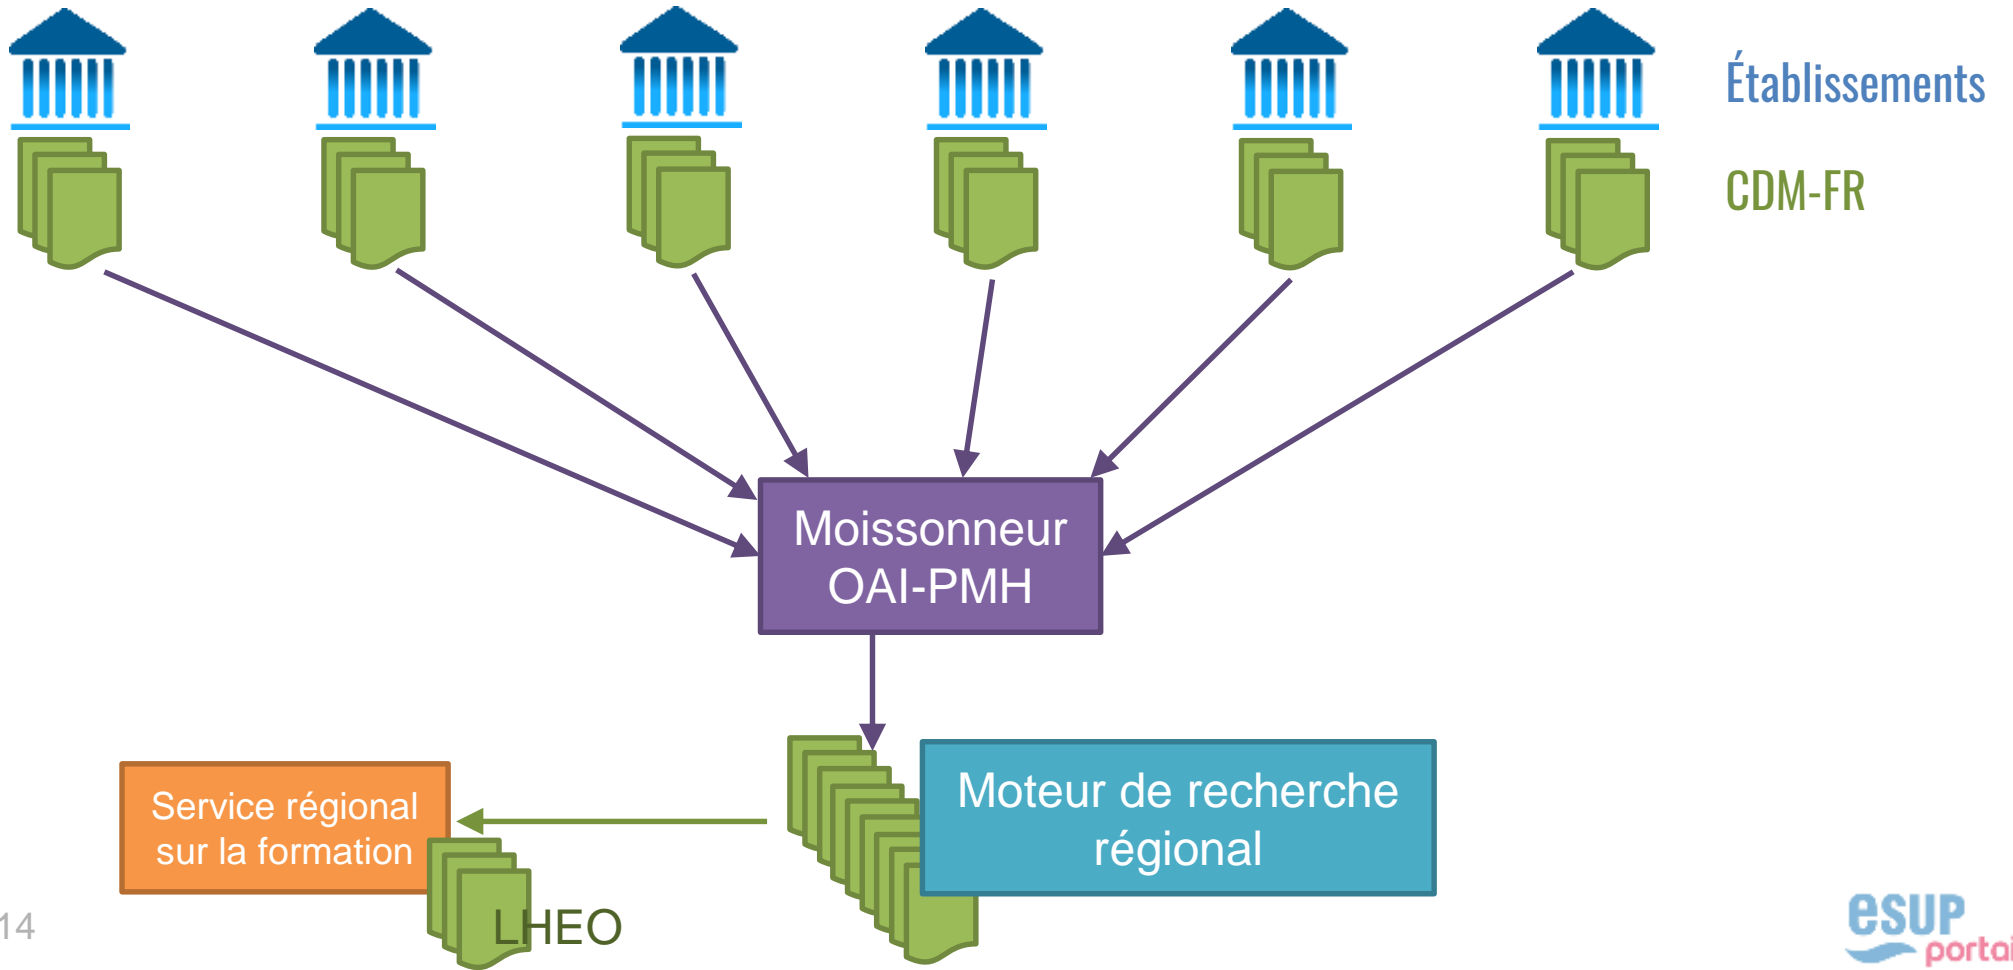 Établissements
CDM-FR
Moissonneur
OAI-PMH
Service régional
sur la formation
Moteur de recherche
régional
LHEO
14
esup
portai